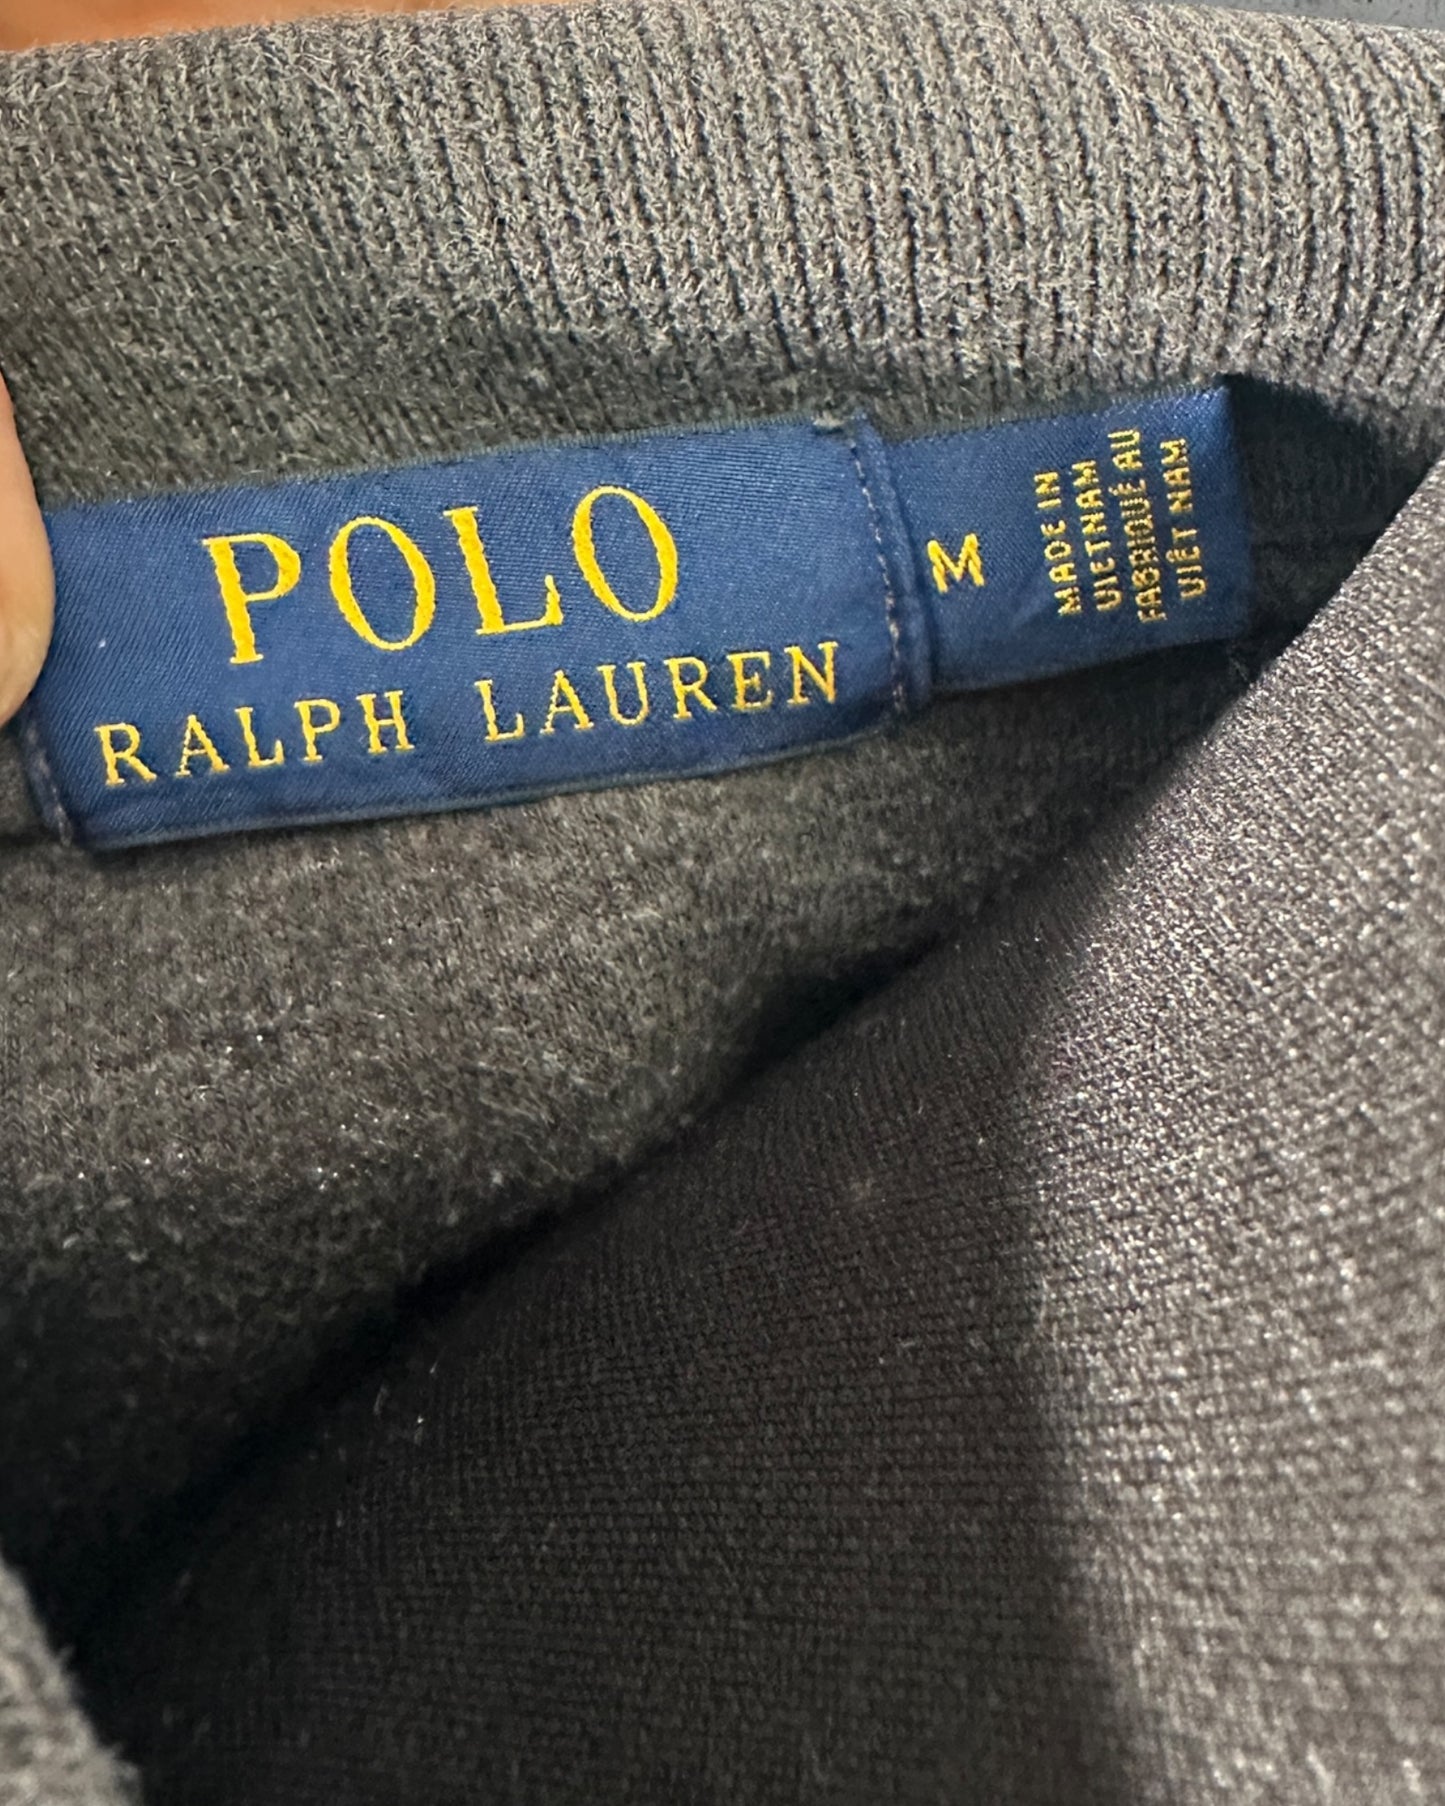 POLO
RALPH LAUREN
M
MADE IN
VIETNAM
FABRIQUÉ AU
VIÊT NAM